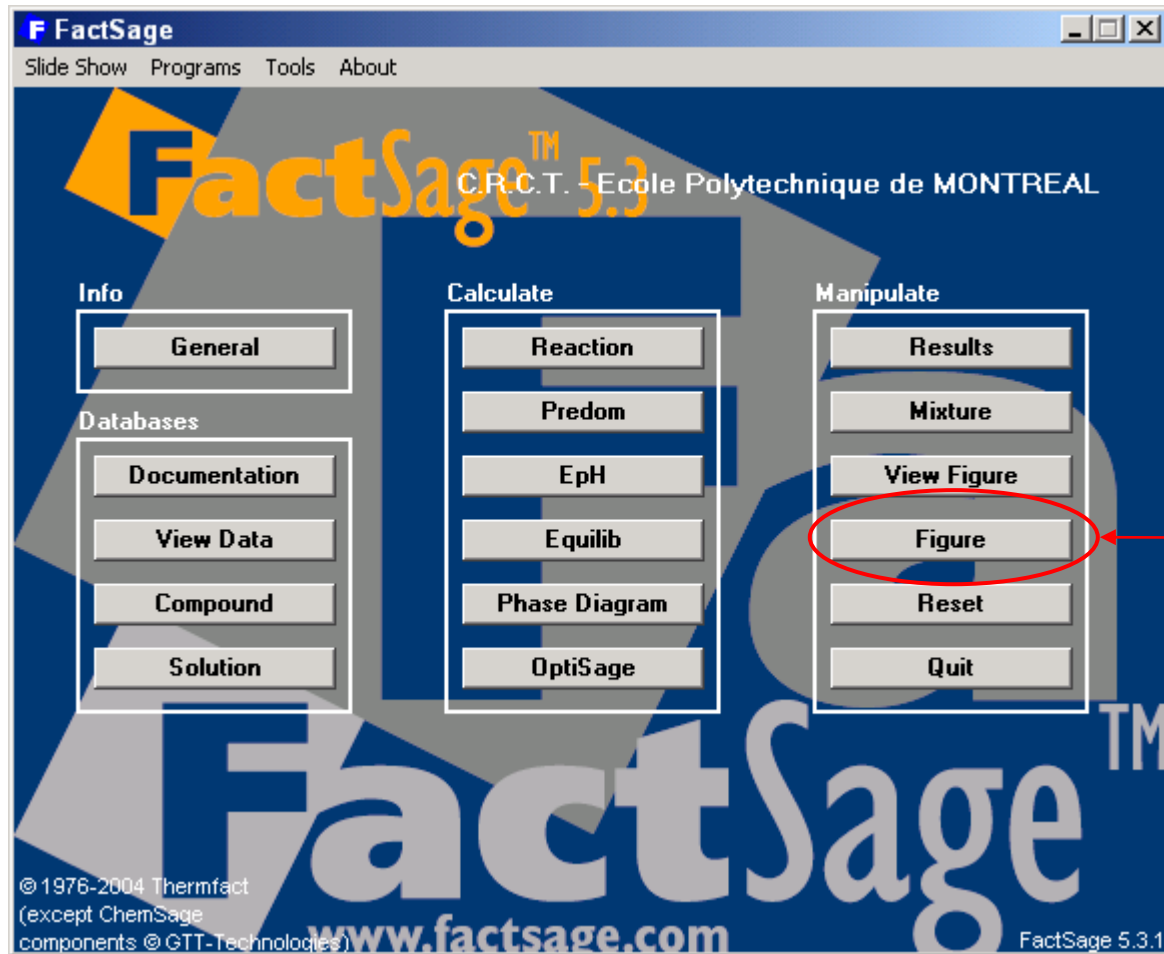 FactSage
Slide Show Programs Tools About
FactSage™ 5.3
C.R.C.T. - Ecole Polytechnique de MONTREAL
Info
General
Databases
Documentation
View Data
Compound
Solution
Calculate
Reaction
Predom
EpH
Equilib
Phase Diagram
OptiSage
Manipulate
Results
Mixture
View Figure
Figure
Reset
Quit
Fa
FactSage™
© 1976-2004 Thermfact
(except ChemSage
components © GTT-Technologies)
www.factsage.com
FactSage 5.3.1